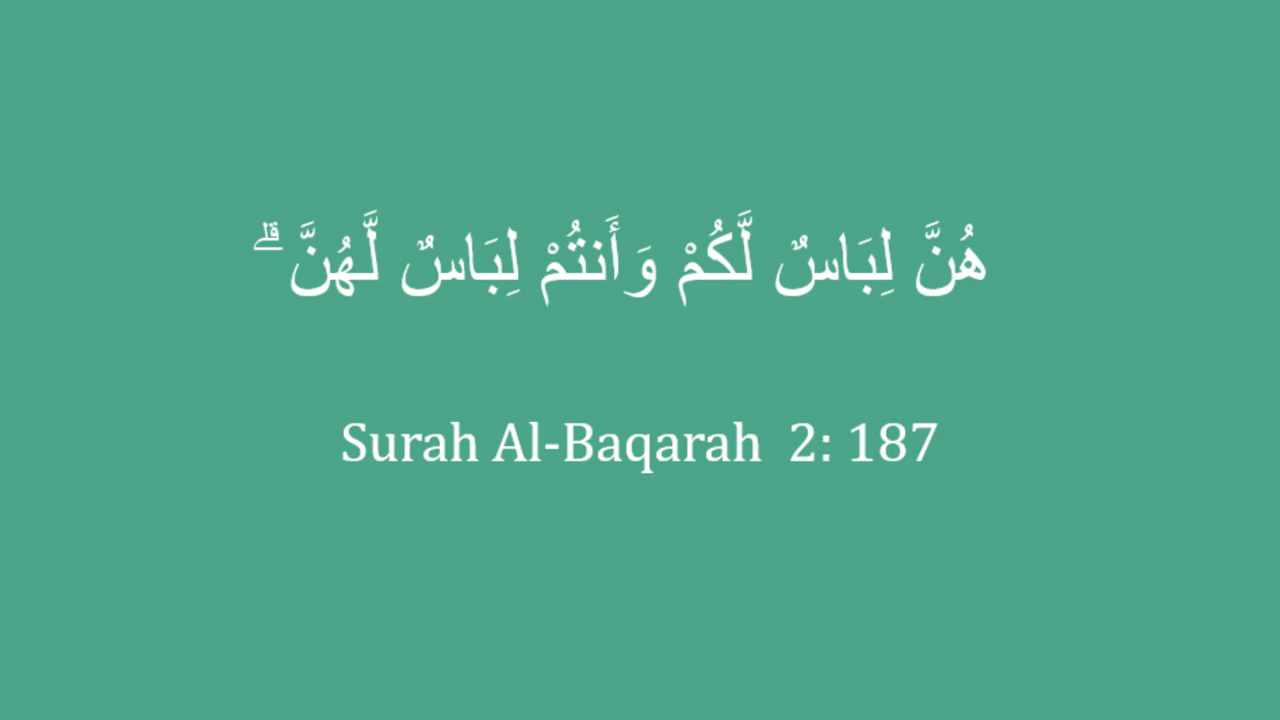 هُنَّ لِبَاسٌ لَّكُمْ وَأَنتُمْ لِبَاسٌ لَّهُنَّ ۗ
Surah Al-Baqarah  2: 187